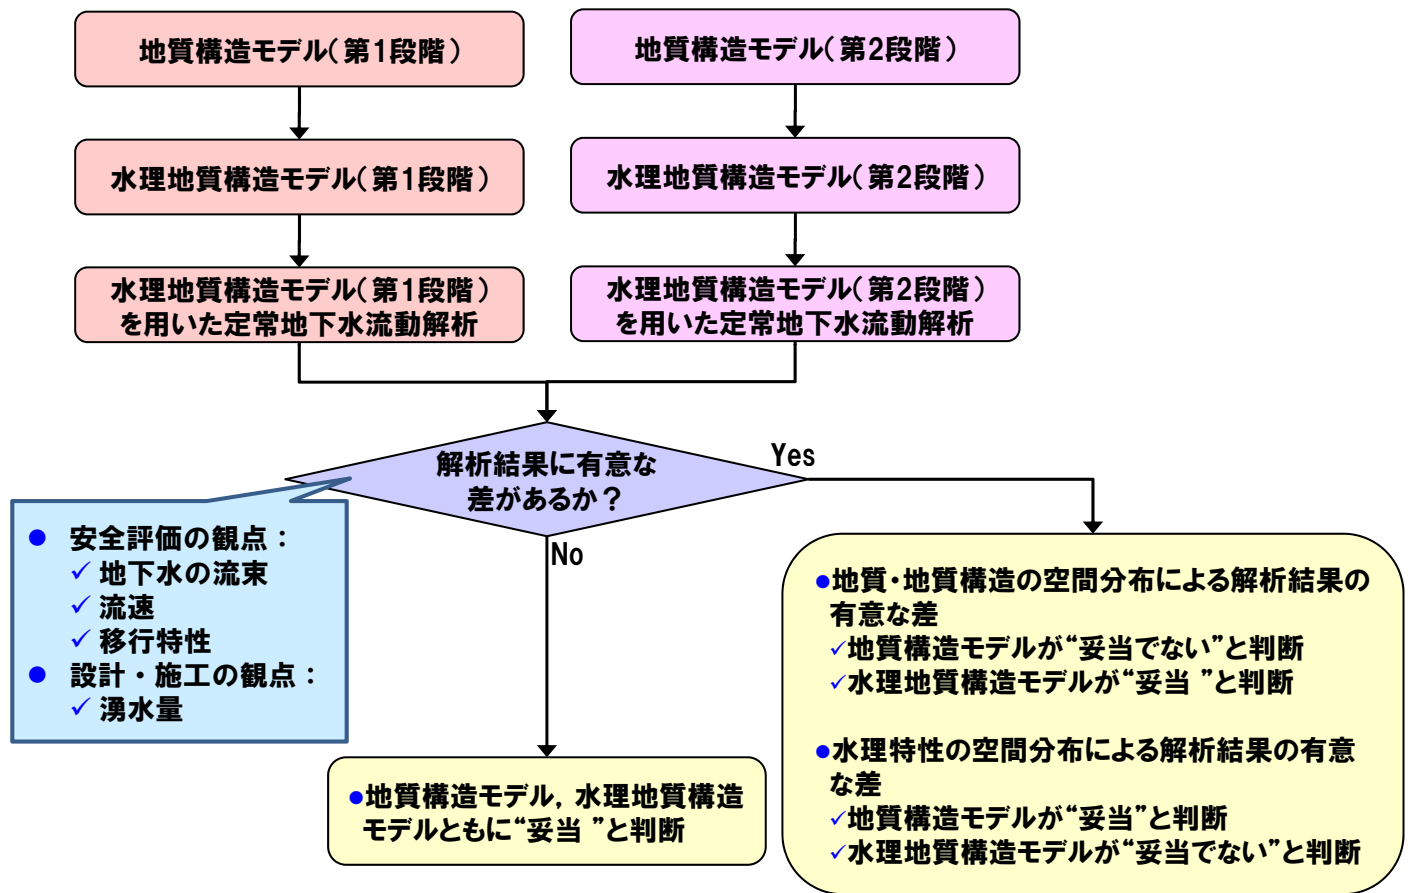 地質構造モデル(第1段階)
地質構造モデル(第2段階)
水理地質構造モデル(第1段階)
水理地質構造モデル(第2段階)
水理地質構造モデル(第1段階)
を用いた定常地下水流動解析
水理地質構造モデル(第2段階)
を用いた定常地下水流動解析
解析結果に有意な
差があるか?
Yes
No
● 安全評価の観点:
✓ 地下水の流束
✓ 流速
✓ 移行特性
● 設計・施工の観点:
✓ 湧水量
●地質構造モデル,水理地質構造
モデルともに“妥当 ”と判断
●地質・地質構造の空間分布による解析結果の
有意な差
✓地質構造モデルが“妥当でない”と判断
✓水理地質構造モデルが“妥当 ”と判断
●水理特性の空間分布による解析結果の有意
な差
✓地質構造モデルが“妥当”と判断
✓水理地質構造モデルが“妥当でない”と判断